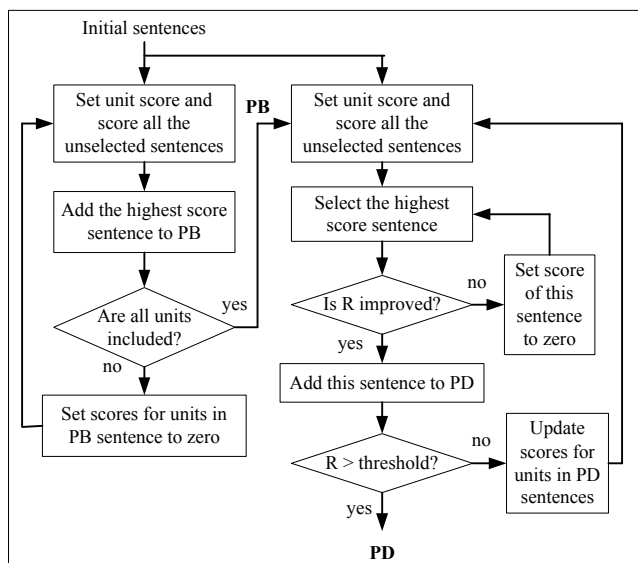 Initial sentences
Set unit score and
score all the
unselected sentences
Add the highest score
sentence to PB
Are all units
included?
yes
no
Set scores for units in
PB sentence to zero
PB
Set unit score and
score all the
unselected sentences
Select the highest
score sentence
Is R improved?
no
Set score
of this
sentence
to zero
yes
Add this sentence to PD
R > threshold?
no
Update
scores for
units in PD
sentences
yes
PD